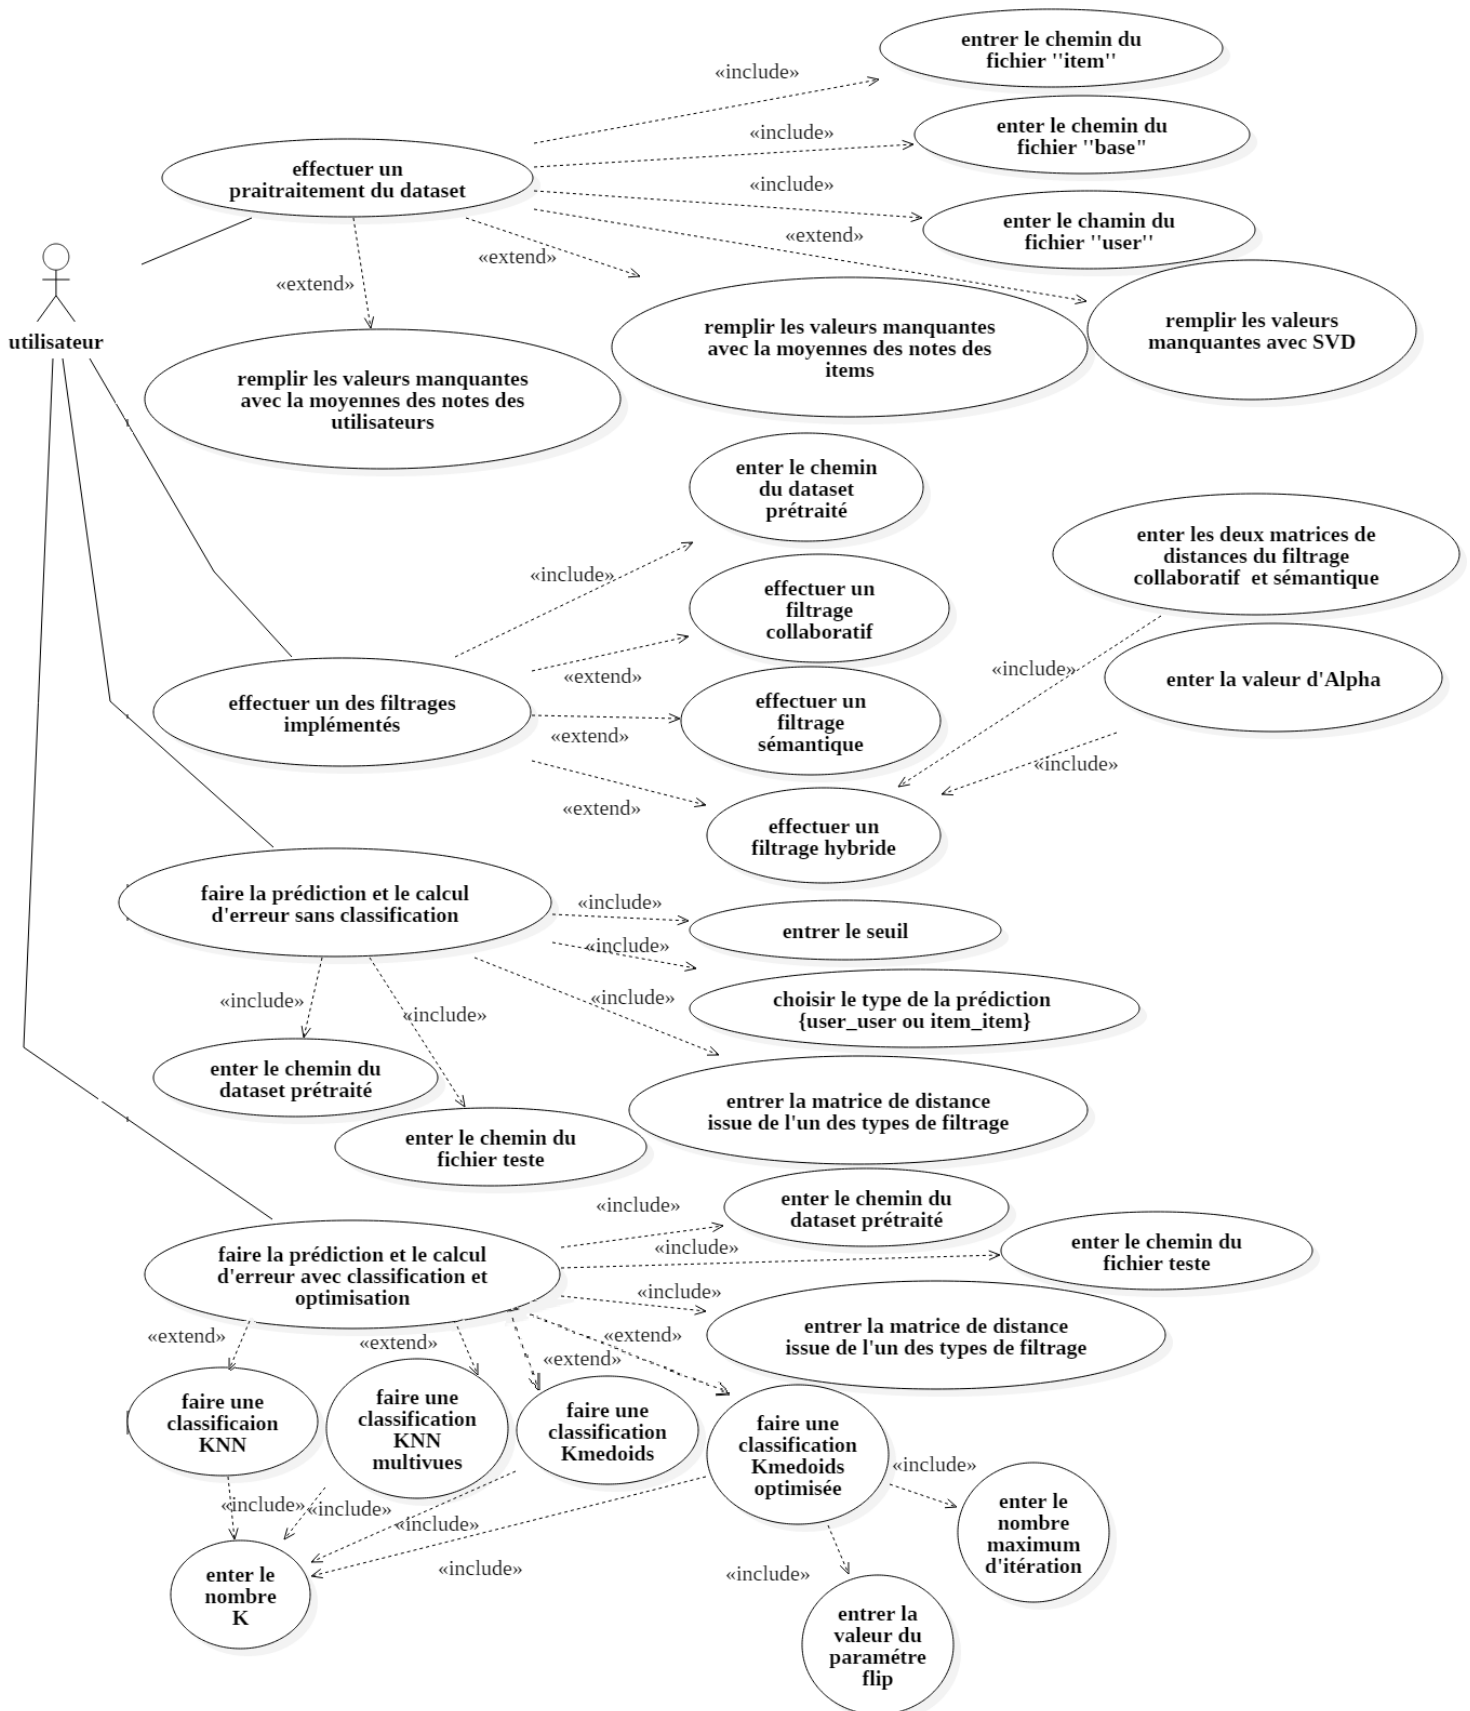 entrer le chemin du
fichier ''item''
«include»
enter le chemin du
fichier ''base"
«include»
effectuer un
praitraitement du dataset
«include»
enter le chamin du
fichier ''user''
«extend»
«extend»
«extend»
utilisateur
remplir les valeurs manquantes
avec la moyennes des notes des
utilisateurs
remplir les valeurs manquantes
avec la moyennes des notes des
items
remplir les valeurs
manquantes avec SVD
enter le chemin
du dataset
prétraité
enter les deux matrices de
distances du filtrage
collaboratif et sémantique
«include»
effectuer un
filtrage
collaboratif
«include»
«extend»
enter la valeur d'Alpha
effectuer un des filtrages
implémentés
effectuer un
filtrage
sémantique
«extend»
«include»
«extend»
effectuer un
filtrage hybride
faire la prédiction et le calcul
d'erreur sans classification
«include»
entrer le seuil
«include»
«include»
«include»
«include»
choisir le type de la prédiction
{user_user ou item_item}
enter le chemin du
dataset prétraité
entrer la matrice de distance
issue de l'un des types de filtrage
enter le chemin du
fichier teste
«include»
enter le chemin du
dataset prétraité
«include»
enter le chemin du
fichier teste
faire la prédiction et le calcul
d'erreur avec classification et
optimisation
«include»
entrer la matrice de distance
issue de l'un des types de filtrage
«extend»
«extend»
«extend»
«extend»
faire une
classificaion
KNN
faire une
classification
KNN
multivues
faire une
classification
Kmedoids
faire une
classification
Kmedoids
optimisée
«include»
«include»
«include»
«include»
«include»
«include»
enter le
nombre
maximum
d'itération
enter le
nombre
K
entrer la
valeur du
paramétre
flip